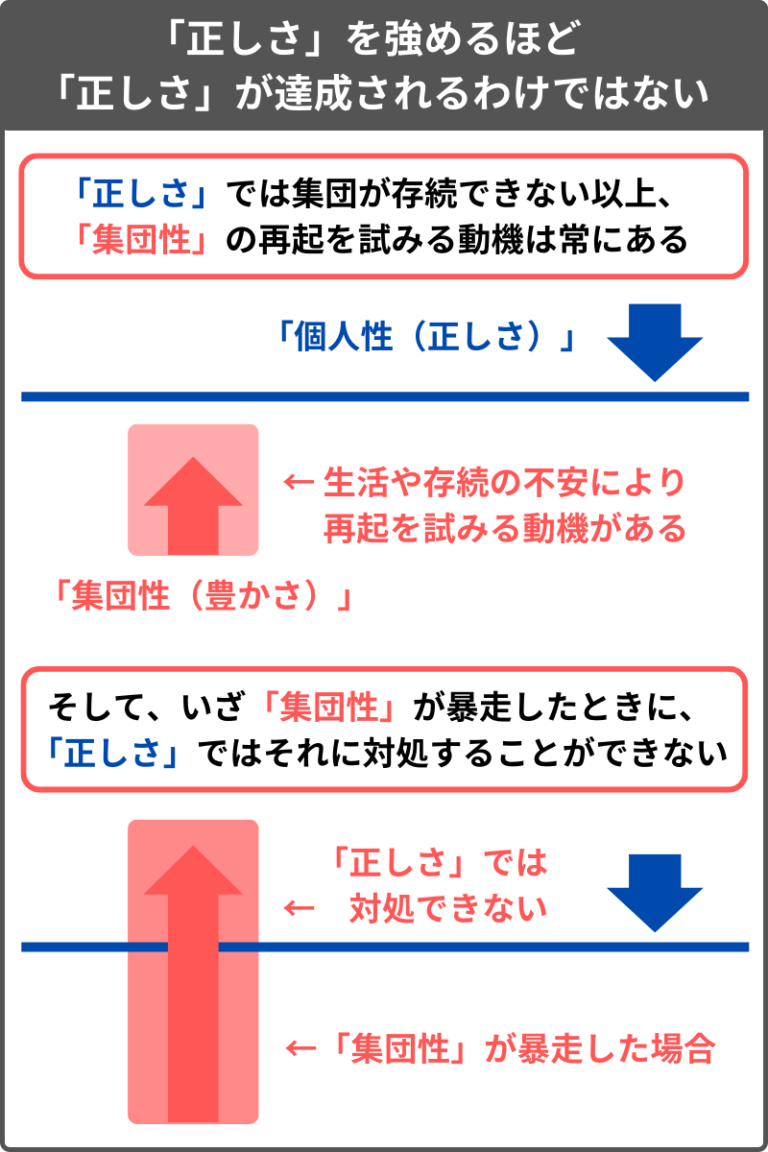 「正しさ」を強めるほど
「正しさ」が達成されるわけではない
「正しさ」では集団が存続できない以上、
「集団性」の再起を試みる動機は常にある
「個人性（正しさ）」
← 生活や存続の不安により
再起を試みる動機がある
「集団性（豊かさ）」
そして、いざ「集団性」が暴走したときに、
「正しさ」ではそれに対処することができない
「正しさ」では
← 対処できない
←「集団性」が暴走した場合